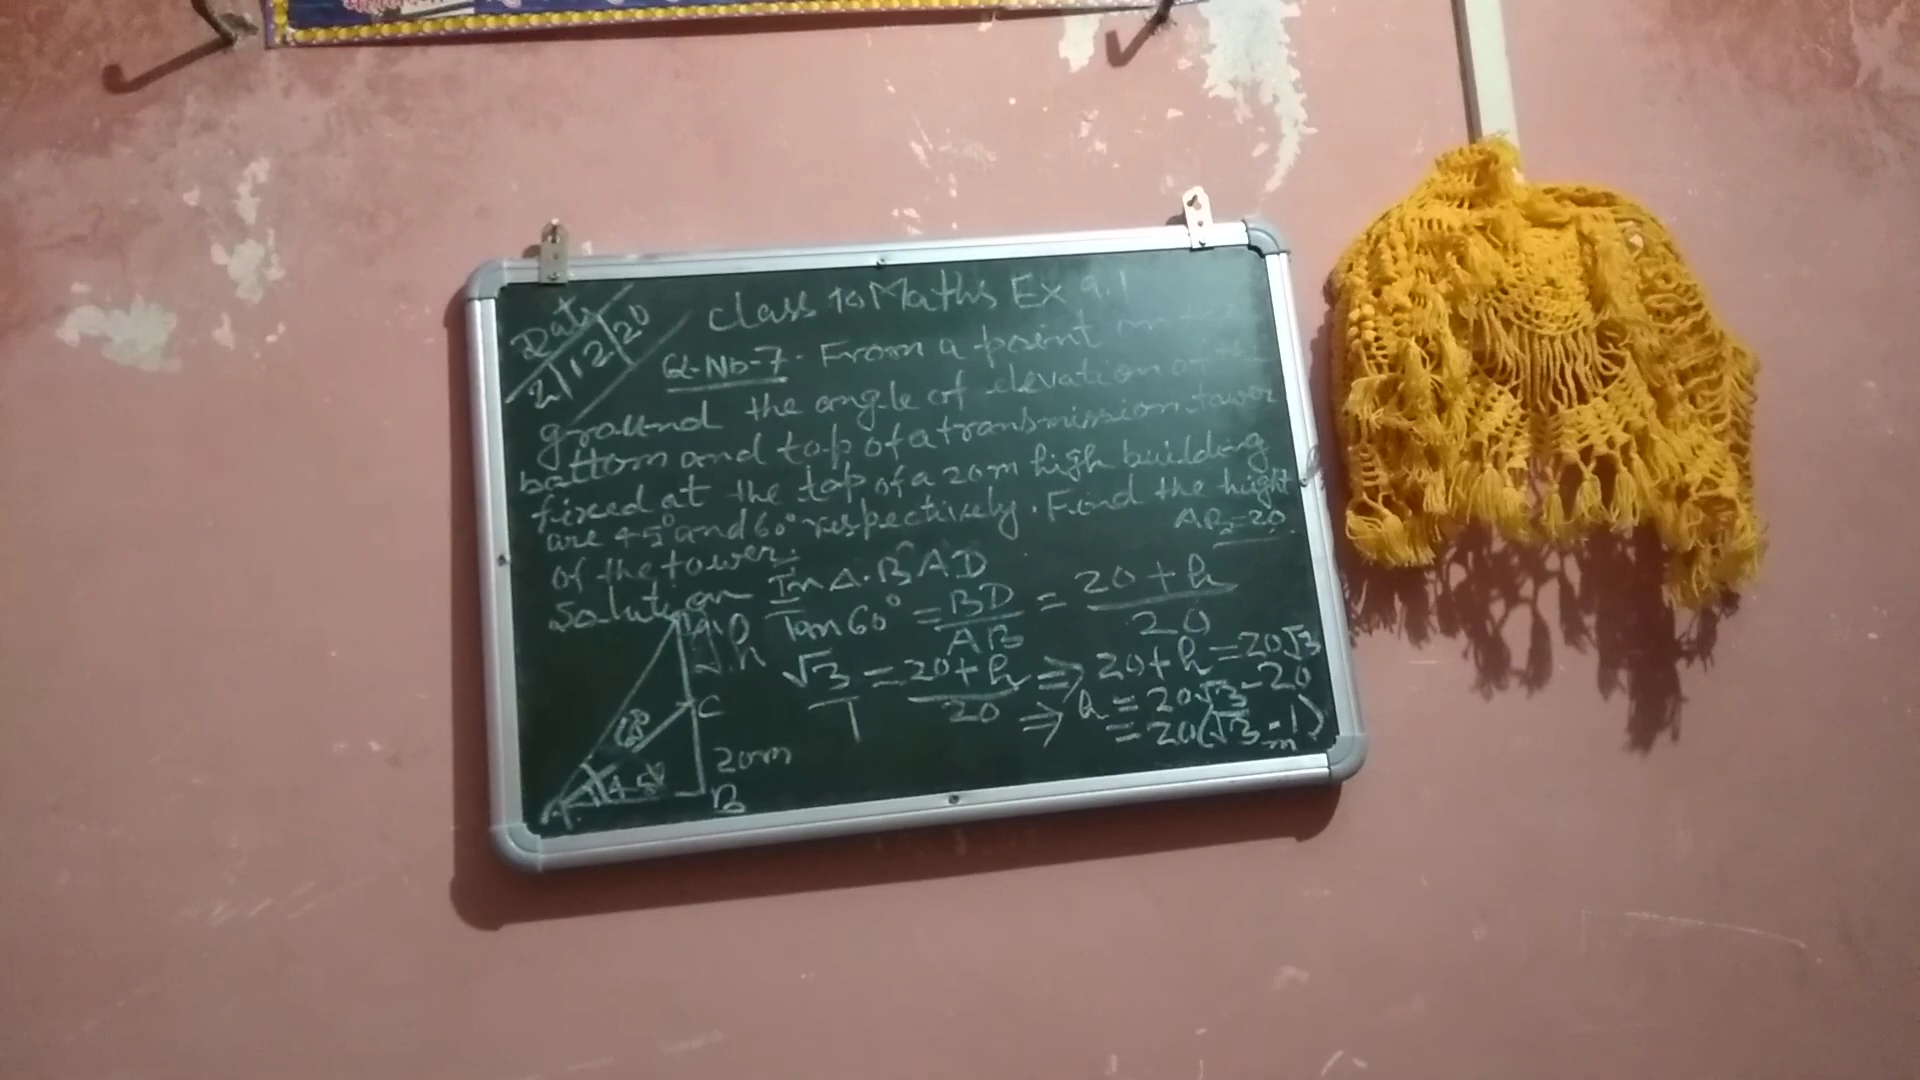 Date
2/12/20
Class 10 Maths Ex 9.1
Q.No-7. From a point on the
ground the angle of elevation of the
bottom and top of a transmission tower
fixed at the top of a 20m high building
are 45° and 60° respectively. Find the hight
of the tower.
AB=20
Solution In Δ.BAD
Tan 60° = BD/AB = 20+h/20
√3/1 = 20+h/20 ⇒ 20+h=20√3
⇒ h = 20√3-20
= 20(√3-1)m
h
C
20m
B
45°